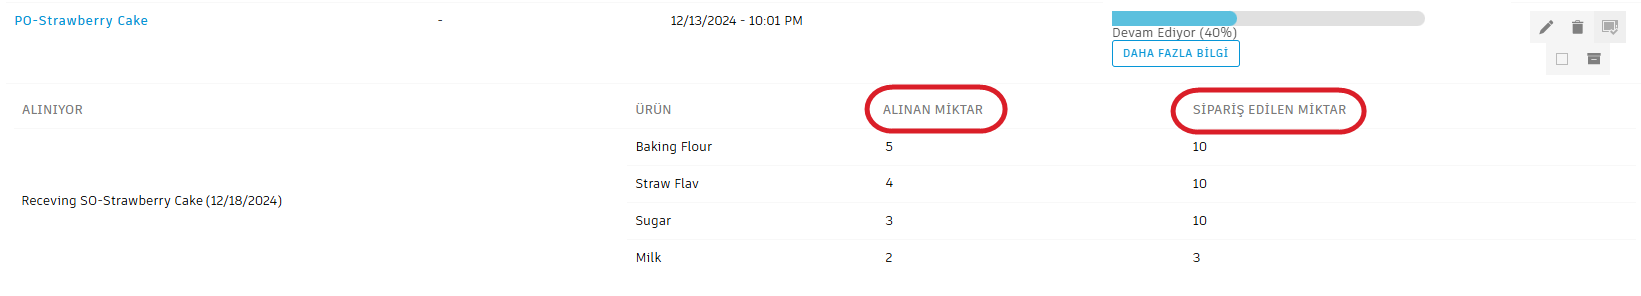 PO-Strawberry Cake - 12/13/2024 - 10:01 PM
Devam Ediyor (40%)
DAHA FAZLA BİLGİ
ALINIYOR ÜRÜN ALINAN MİKTAR SİPARİŞ EDİLEN MİKTAR
Baking Flour 5 10
Straw Flav 4 10
Receving SO-Strawberry Cake (12/18/2024)
Sugar 3 10
Milk 2 3